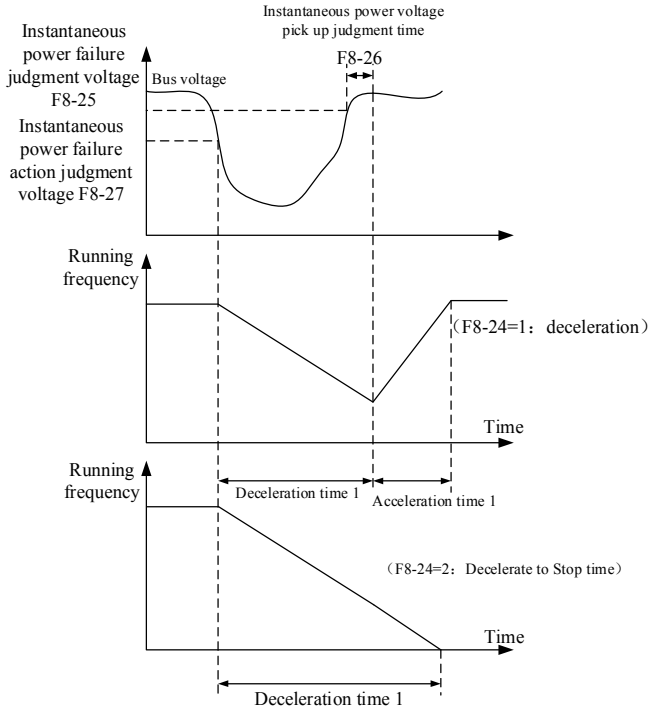 Instantaneous power voltage
pick up judgment time
F8-26
Instantaneous
power failure
judgment voltage
F8-25
Bus voltage
Instantaneous
power failure
action judgment
voltage F8-27
Running
frequency
（F8-24=1：deceleration）
Time
Deceleration time 1
Acceleration time 1
Running
frequency
（F8-24=2：Decelerate to Stop time）
Time
Deceleration time 1